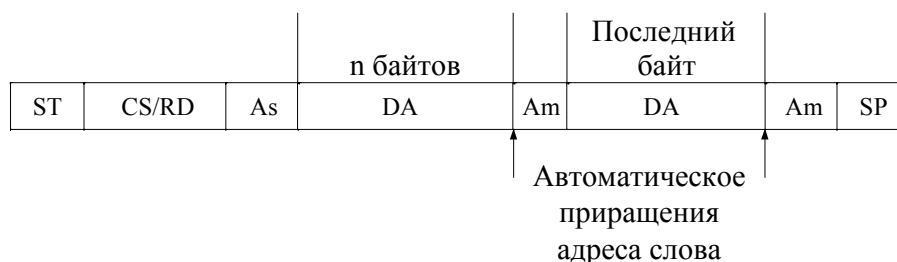 n байтов
Последний
байт
ST CS/RD As DA Am DA Am SP
Автоматическое
приращения
адреса слова